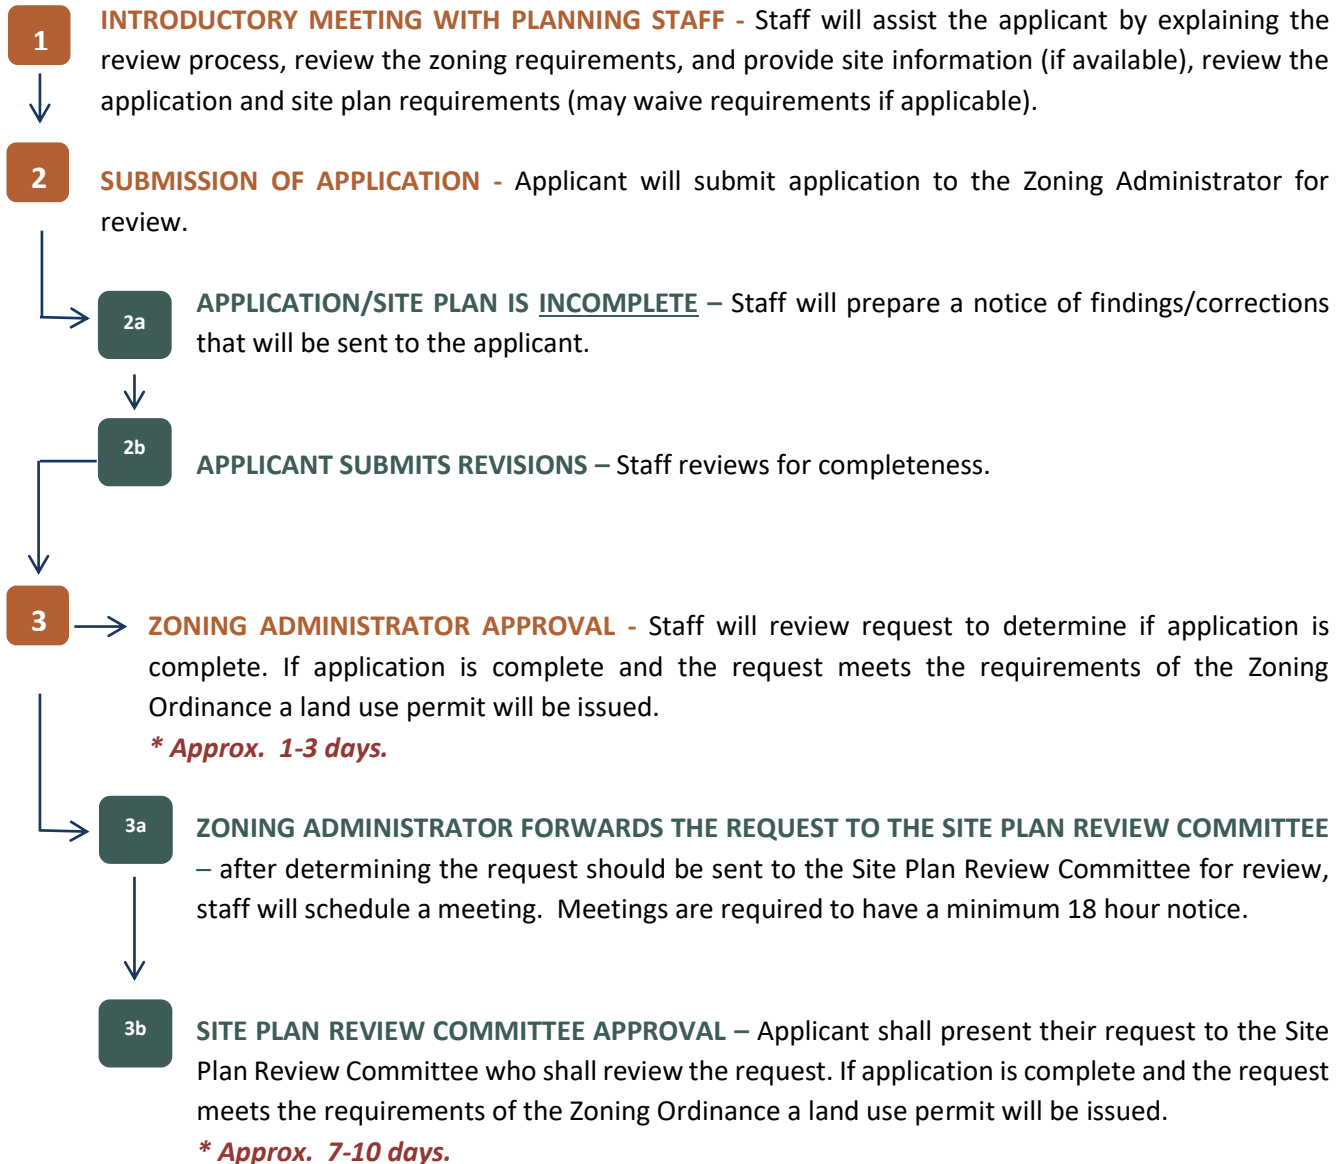 1
INTRODUCTORY MEETING WITH PLANNING STAFF - Staff will assist the applicant by explaining the
review process, review the zoning requirements, and provide site information (if available), review the
application and site plan requirements (may waive requirements if applicable).
2
SUBMISSION OF APPLICATION - Applicant will submit application to the Zoning Administrator for
review.
2a
APPLICATION/SITE PLAN IS INCOMPLETE – Staff will prepare a notice of findings/corrections
that will be sent to the applicant.
2b
APPLICANT SUBMITS REVISIONS – Staff reviews for completeness.
3
ZONING ADMINISTRATOR APPROVAL - Staff will review request to determine if application is
complete. If application is complete and the request meets the requirements of the Zoning
Ordinance a land use permit will be issued.
* Approx. 1-3 days.
3a
ZONING ADMINISTRATOR FORWARDS THE REQUEST TO THE SITE PLAN REVIEW COMMITTEE
– after determining the request should be sent to the Site Plan Review Committee for review,
staff will schedule a meeting. Meetings are required to have a minimum 18 hour notice.
3b
SITE PLAN REVIEW COMMITTEE APPROVAL – Applicant shall present their request to the Site
Plan Review Committee who shall review the request. If application is complete and the request
meets the requirements of the Zoning Ordinance a land use permit will be issued.
* Approx. 7-10 days.